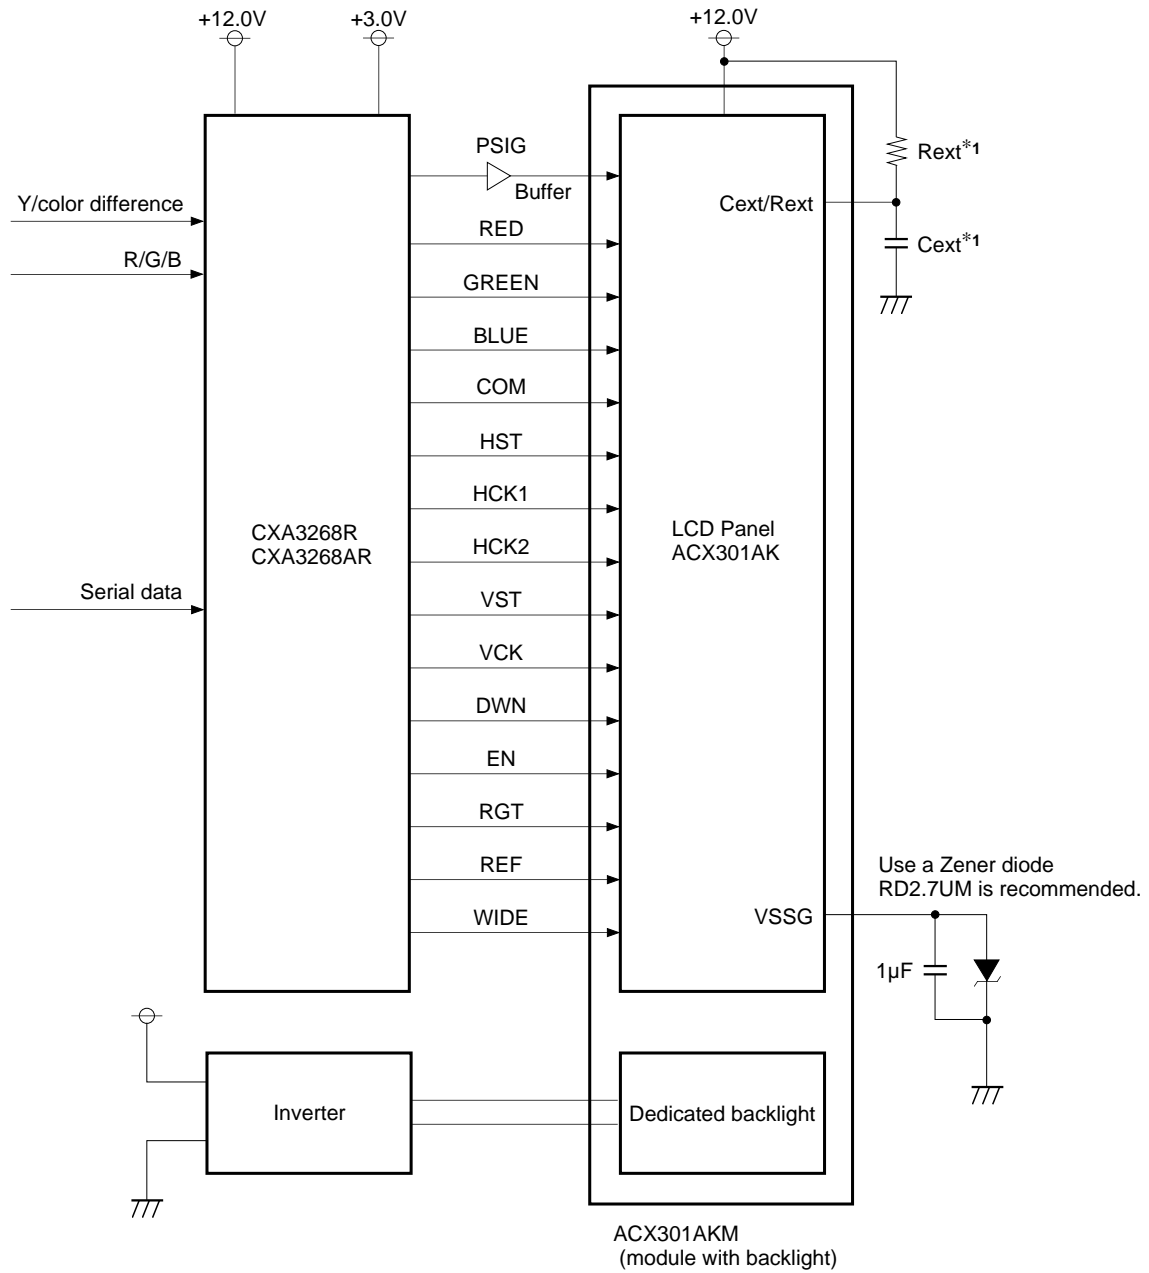 +12.0V
+3.0V
+12.0V
PSIG
Buffer
Rext*1
Cext/Rext
Cext*1
Y/color difference
R/G/B
RED
GREEN
BLUE
COM
HST
HCK1
CXA3268R
CXA3268AR
LCD Panel
ACX301AK
HCK2
Serial data
VST
VCK
DWN
EN
RGT
REF
WIDE
Use a Zener diode
RD2.7UM is recommended.
VSSG
1µF
Inverter
Dedicated backlight
ACX301AKM
(module with backlight)